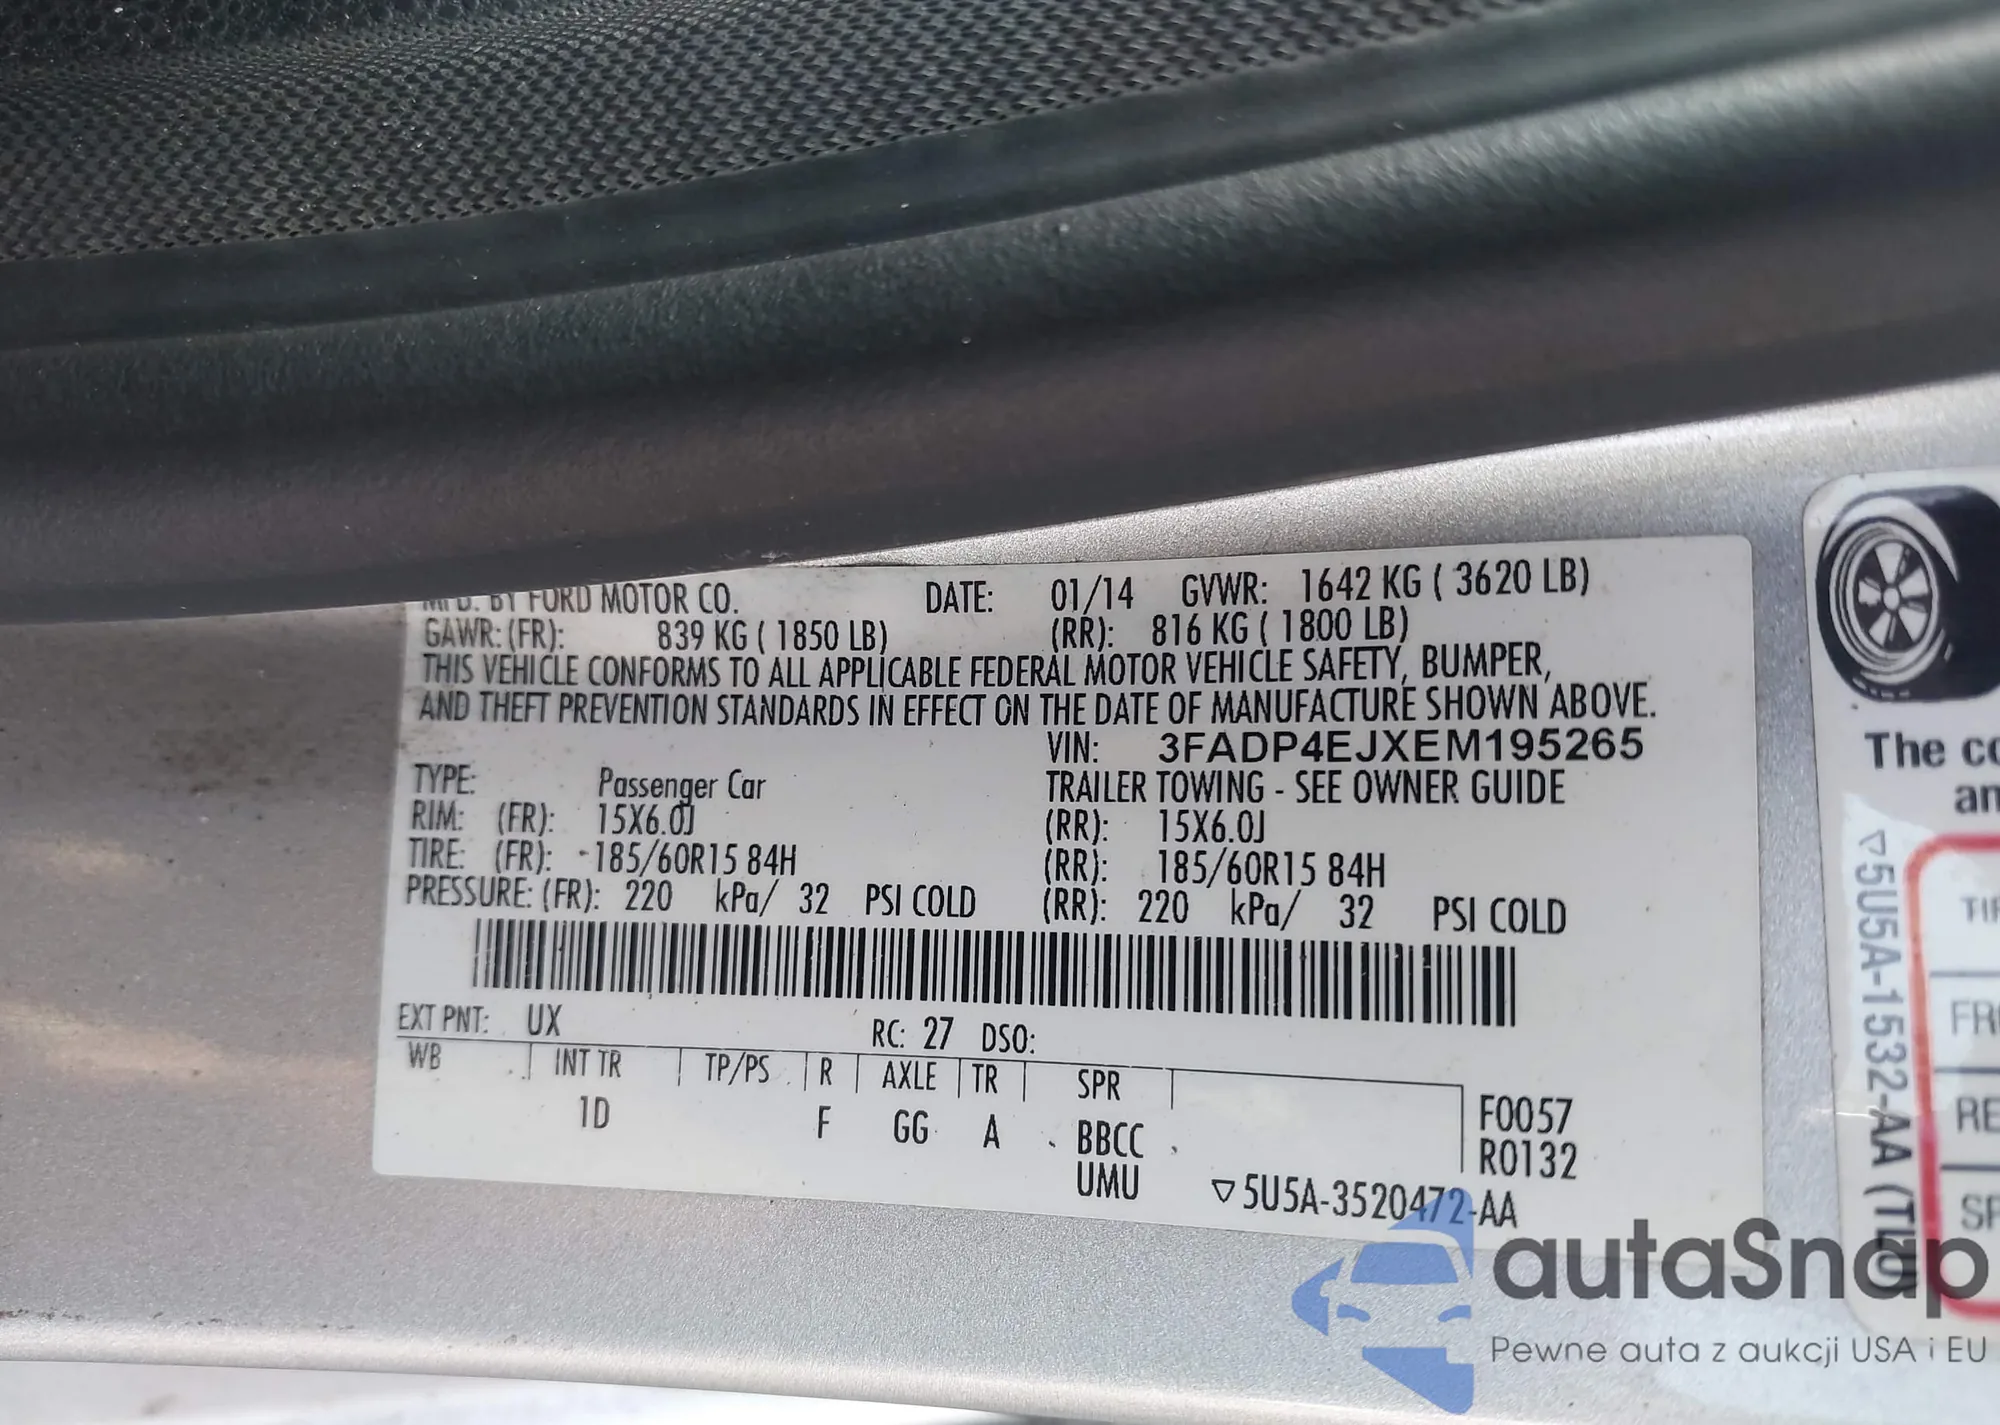 MFD. BY FORD MOTOR CO. DATE: 01/14 GVWR: 1642 KG ( 3620 LB)
GAWR: (FR): 839 KG ( 1850 LB) (RR): 816 KG ( 1800 LB)
THIS VEHICLE CONFORMS TO ALL APPLICABLE FEDERAL MOTOR VEHICLE SAFETY, BUMPER,
AND THEFT PREVENTION STANDARDS IN EFFECT ON THE DATE OF MANUFACTURE SHOWN ABOVE.
VIN: 3FADP4EJXEM195265
TYPE: Passenger Car TRAILER TOWING - SEE OWNER GUIDE
RIM: (FR): 15X6.0J (RR): 15X6.0J
TIRE: (FR): 185/60R15 84H (RR): 185/60R15 84H
PRESSURE: (FR): 220 kPa/ 32 PSI COLD (RR): 220 kPa/ 32 PSI COLD
EXT PNT: UX RC: 27 DSO:
WB INT TR TP/PS R AXLE TR SPR
1D F GG A BBCC
UMU
F0057
R0132
▽5U5A-3520472-AA
The co
an
▽5U5A-1532-AA (TLU)
TIR
FRO
RE
SP
autaSnap
Pewne auta z aukcji USA i EU